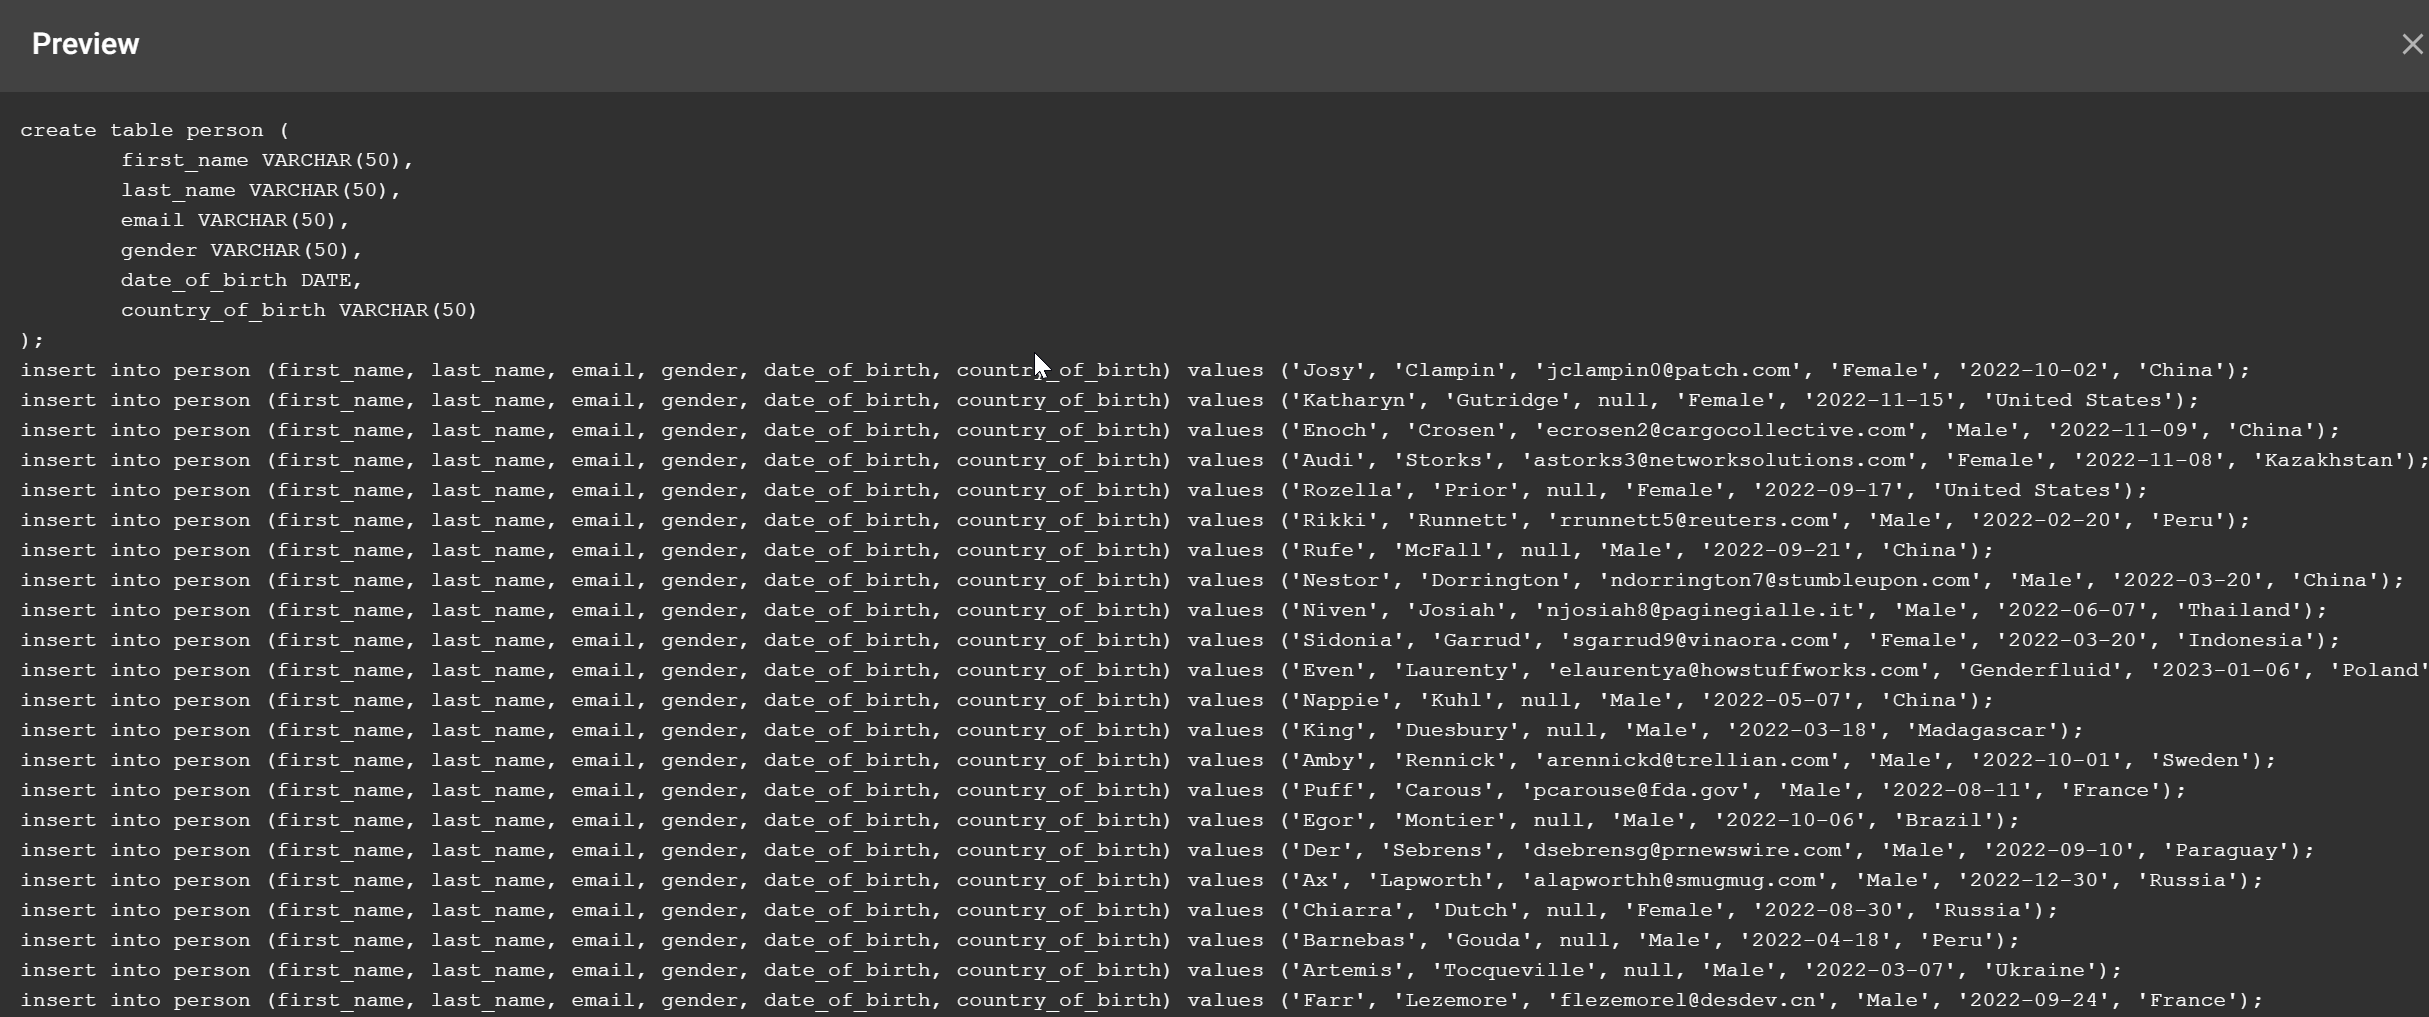 Preview
create table person (
first_name VARCHAR(50),
last_name VARCHAR(50),
email VARCHAR(50),
gender VARCHAR(50),
date_of_birth DATE,
country_of_birth VARCHAR(50)
);
insert into person (first_name, last_name, email, gender, date_of_birth, country_of_birth) values ('Josy', 'Clampin', 'jclampin0@patch.com', 'Female', '2022-10-02', 'China');
insert into person (first_name, last_name, email, gender, date_of_birth, country_of_birth) values ('Katharyn', 'Gutridge', null, 'Female', '2022-11-15', 'United States');
insert into person (first_name, last_name, email, gender, date_of_birth, country_of_birth) values ('Enoch', 'Crosen', 'ecrosen2@cargocollective.com', 'Male', '2022-11-09', 'China');
insert into person (first_name, last_name, email, gender, date_of_birth, country_of_birth) values ('Audi', 'Storks', 'astorks3@networksolutions.com', 'Female', '2022-11-08', 'Kazakhstan');
insert into person (first_name, last_name, email, gender, date_of_birth, country_of_birth) values ('Rozella', 'Prior', null, 'Female', '2022-09-17', 'United States');
insert into person (first_name, last_name, email, gender, date_of_birth, country_of_birth) values ('Rikki', 'Runnett', 'rrunnett5@reuters.com', 'Male', '2022-02-20', 'Peru');
insert into person (first_name, last_name, email, gender, date_of_birth, country_of_birth) values ('Rufe', 'McFall', null, 'Male', '2022-09-21', 'China');
insert into person (first_name, last_name, email, gender, date_of_birth, country_of_birth) values ('Nestor', 'Dorrington', 'ndorrington7@stumbleupon.com', 'Male', '2022-03-20', 'China');
insert into person (first_name, last_name, email, gender, date_of_birth, country_of_birth) values ('Niven', 'Josiah', 'njosiah8@paginegialle.it', 'Male', '2022-06-07', 'Thailand');
insert into person (first_name, last_name, email, gender, date_of_birth, country_of_birth) values ('Sidonia', 'Garrud', 'sgarrud9@vinaora.com', 'Female', '2022-03-20', 'Indonesia');
insert into person (first_name, last_name, email, gender, date_of_birth, country_of_birth) values ('Even', 'Laurenty', 'elaurentya@howstuffworks.com', 'Genderfluid', '2023-01-06', 'Poland'
insert into person (first_name, last_name, email, gender, date_of_birth, country_of_birth) values ('Nappie', 'Kuhl', null, 'Male', '2022-05-07', 'China');
insert into person (first_name, last_name, email, gender, date_of_birth, country_of_birth) values ('King', 'Duesbury', null, 'Male', '2022-03-18', 'Madagascar');
insert into person (first_name, last_name, email, gender, date_of_birth, country_of_birth) values ('Amby', 'Rennick', 'arennickd@trellian.com', 'Male', '2022-10-01', 'Sweden');
insert into person (first_name, last_name, email, gender, date_of_birth, country_of_birth) values ('Puff', 'Carous', 'pcarouse@fda.gov', 'Male', '2022-08-11', 'France');
insert into person (first_name, last_name, email, gender, date_of_birth, country_of_birth) values ('Egor', 'Montier', null, 'Male', '2022-10-06', 'Brazil');
insert into person (first_name, last_name, email, gender, date_of_birth, country_of_birth) values ('Der', 'Sebrens', 'dsebrensg@prnewswire.com', 'Male', '2022-09-10', 'Paraguay');
insert into person (first_name, last_name, email, gender, date_of_birth, country_of_birth) values ('Ax', 'Lapworth', 'alapworthh@smugmug.com', 'Male', '2022-12-30', 'Russia');
insert into person (first_name, last_name, email, gender, date_of_birth, country_of_birth) values ('Chiarra', 'Dutch', null, 'Female', '2022-08-30', 'Russia');
insert into person (first_name, last_name, email, gender, date_of_birth, country_of_birth) values ('Barnebas', 'Gouda', null, 'Male', '2022-04-18', 'Peru');
insert into person (first_name, last_name, email, gender, date_of_birth, country_of_birth) values ('Artemis', 'Tocqueville', null, 'Male', '2022-03-07', 'Ukraine');
insert into person (first_name, last_name, email, gender, date_of_birth, country_of_birth) values ('Farr', 'Lezemore', 'flezemorel@desdev.cn', 'Male', '2022-09-24', 'France');